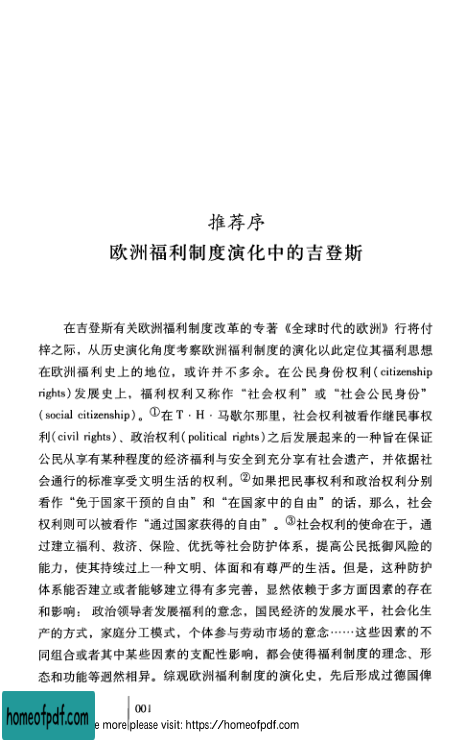 推荐序
欧洲福利制度演化中的吉登斯
在吉登斯有关欧洲福利制度改革的专著《全球时代的欧洲》行将付
梓之际，从历史演化角度考察欧洲福利制度的演化以此定位其福利思想
在欧洲福利史上的地位，或许并不多余。在公民身份权利(citizenship
rights)发展史上，福利权利又称作“社会权利”或“社会公民身份”
(social citizenship)。①在T·H·马歇尔那里，社会权利被看作继民事权
利(civil rights)、政治权利(political rights)之后发展起来的一种旨在保证
公民从享有某种程度的经济福利与安全到充分享有社会遗产，并依据社
会通行的标准享受文明生活的权利。②如果把民事权利和政治权利分别
看作“免于国家干预的自由”和“在国家中的自由”的话，那么，社会
权利则可以被看作“通过国家获得的自由”。③社会权利的使命在于，通
过建立福利、救济、保险、优抚等社会防护体系，提高公民抵御风险的
能力，使其持续过上一种文明、体面和有尊严的生活。但是，这种防护
体系能否建立或者能够建立得有多完善，显然依赖于多方面因素的存在
和影响：政治领导者发展福利的意念，国民经济的发展水平，社会化生
产的方式，家庭分工模式，个体参与劳动市场的意念……这些因素的不
同组合或者其中某些因素的支配性影响，都会使得福利制度的理念、形
态和功能等迥然相异。综观欧洲福利制度的演化史，先后形成过德国俾
001
homeofpdf.com
e more please visit: https://homeofpdf.com